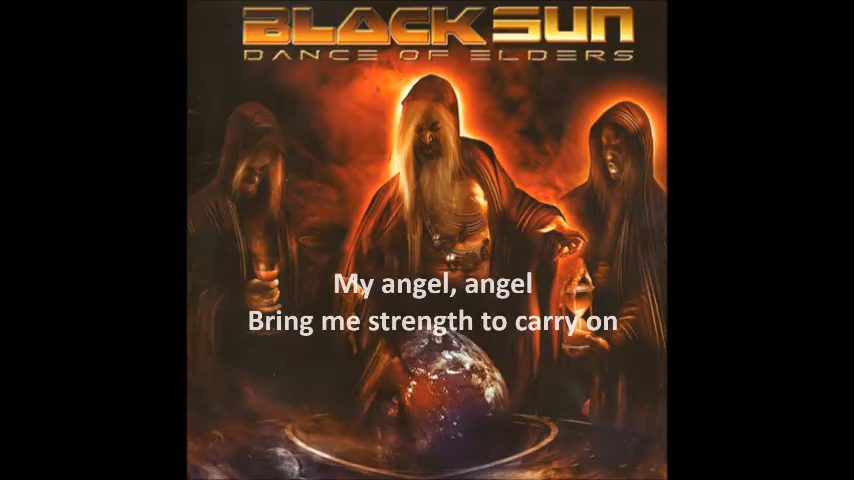 BLACK SUN
DANCE OF ELDERS
My angel, angel
Bring me strength to carry on